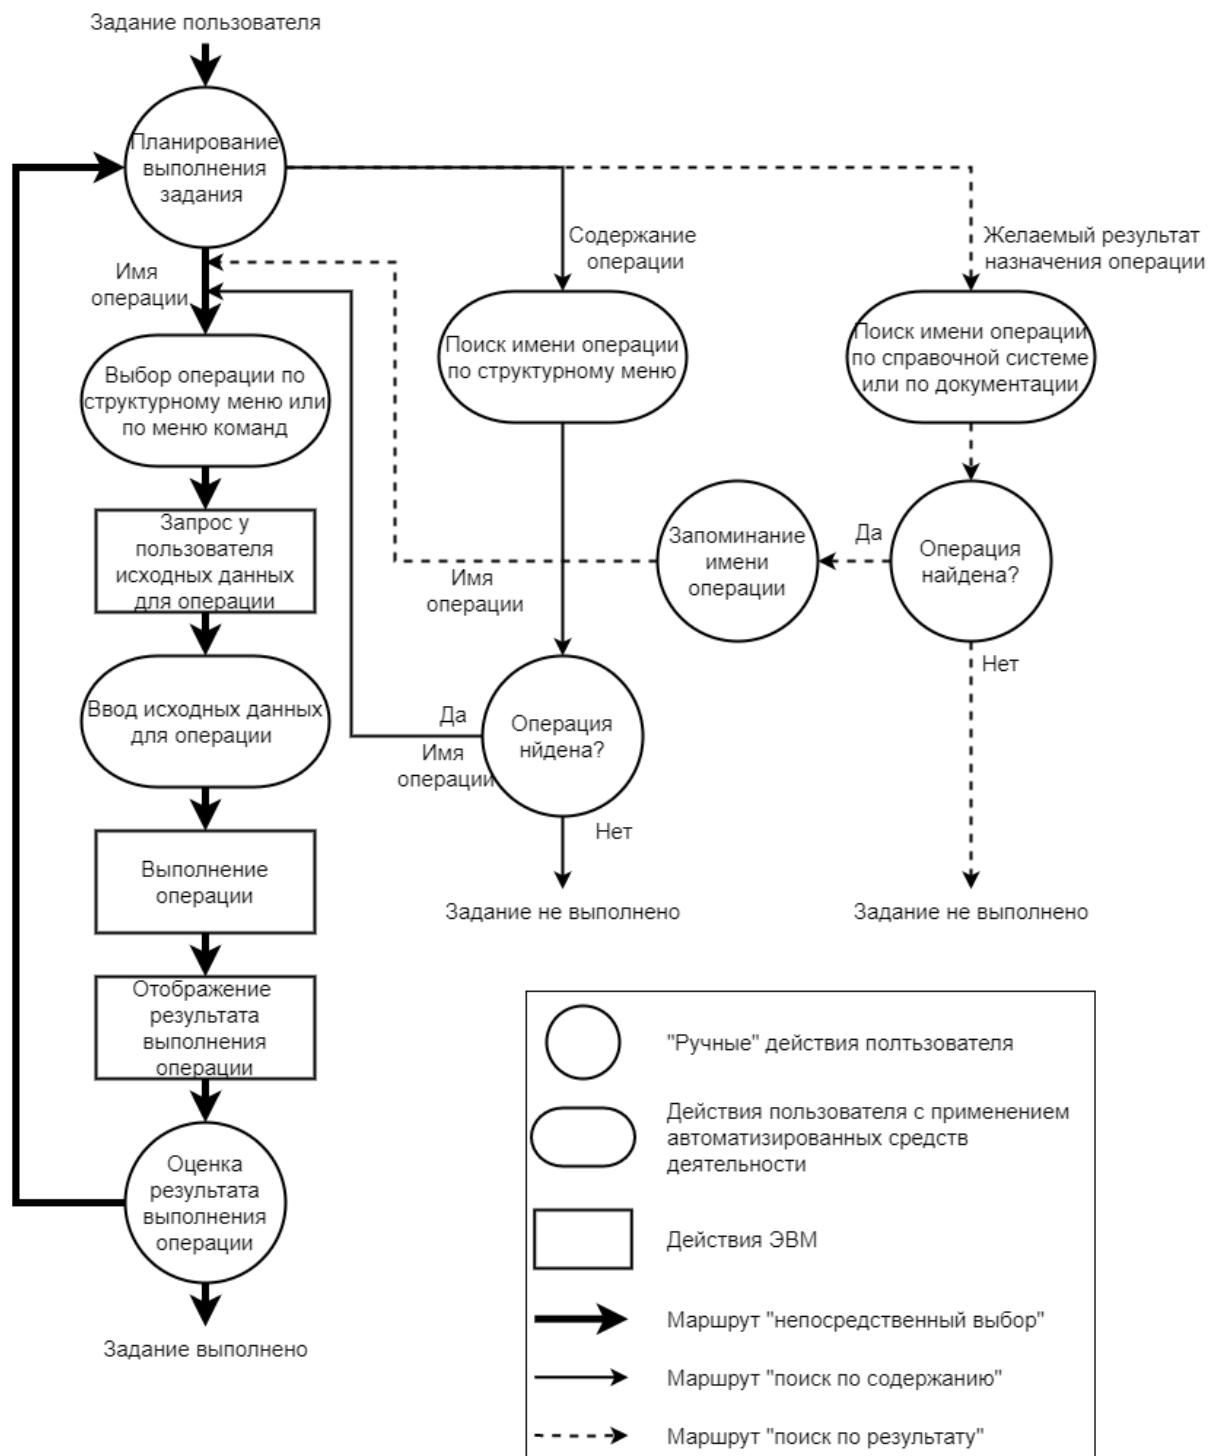 Задание пользователя
Планирование
выполнения
задания
Содержание
операции
Желаемый результат
назначения операции
Имя
операции
Поиск имени операции
по структурному меню
Поиск имени операции
по справочной системе
или по документации
Выбор операции по
структурному меню или
по меню команд
Запрос у
пользователя
исходных данных
для операции
Запоминание
имени
операции
Да
Операция
найдена?
Имя
операции
Нет
Ввод исходных данных
для операции
Да
Имя
операции
Операция
нйдена?
Нет
Выполнение
операции
Задание не выполнено
Задание не выполнено
Отображение
результата
выполнения
операции
Оценка
результата
выполнения
операции
Задание выполнено
"Ручные" действия полтьзователя
Действия пользователя с применением
автоматизированных средств
деятельности
Действия ЭВМ
Маршрут "непосредственный выбор"
Маршрут "поиск по содержанию"
Маршрут "поиск по результату"